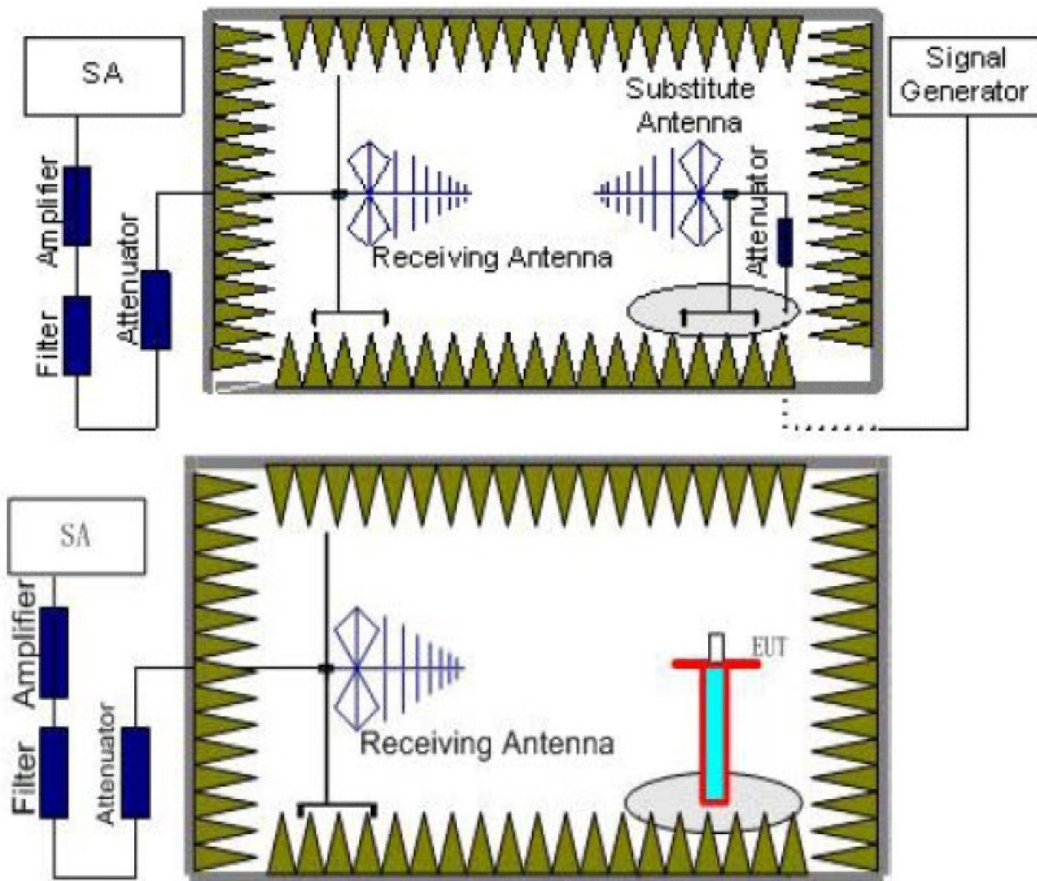 SA
Signal
Generator
Substitute
Antenna
Amplifier
Attenuator
Receiving Antenna
Attenuator
Filter
SA
Amplifier
EUT
Receiving Antenna
Filter
Attenuator